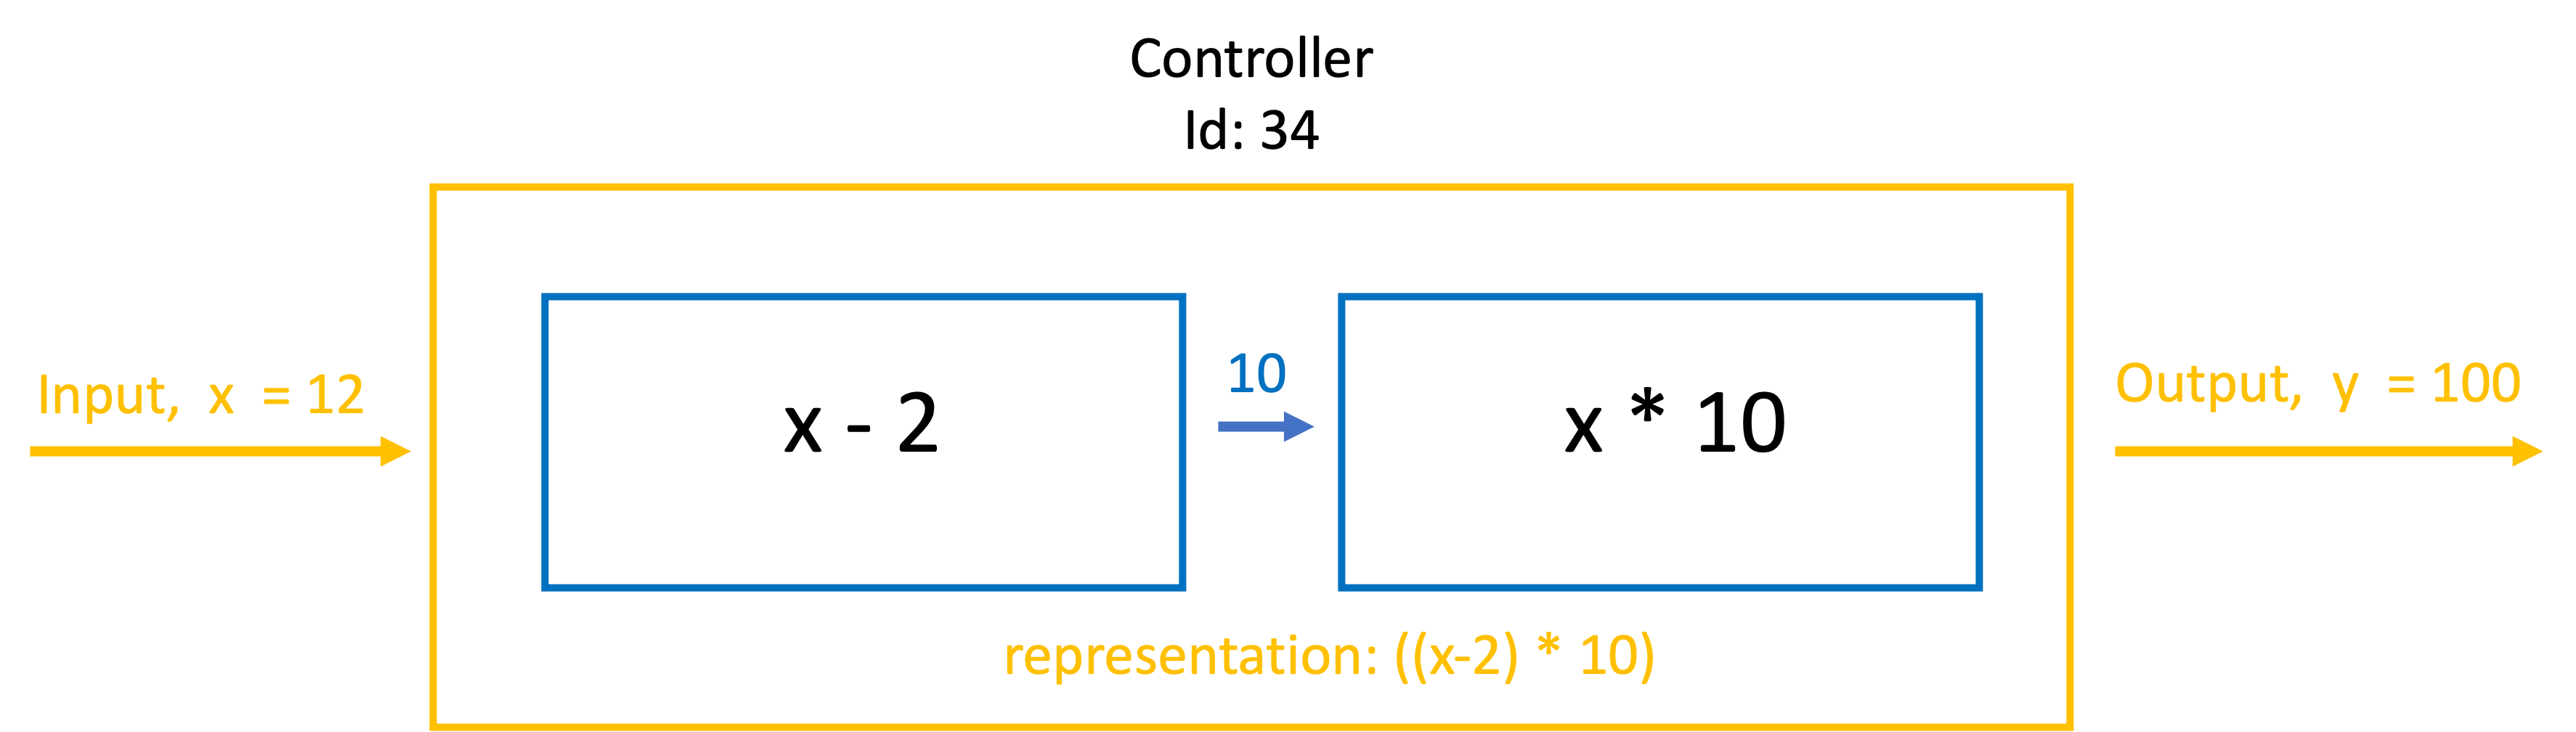 Controller
Id: 34
Input, x = 12
x - 2
10
x * 10
Output, y = 100
representation: ((x-2) * 10)